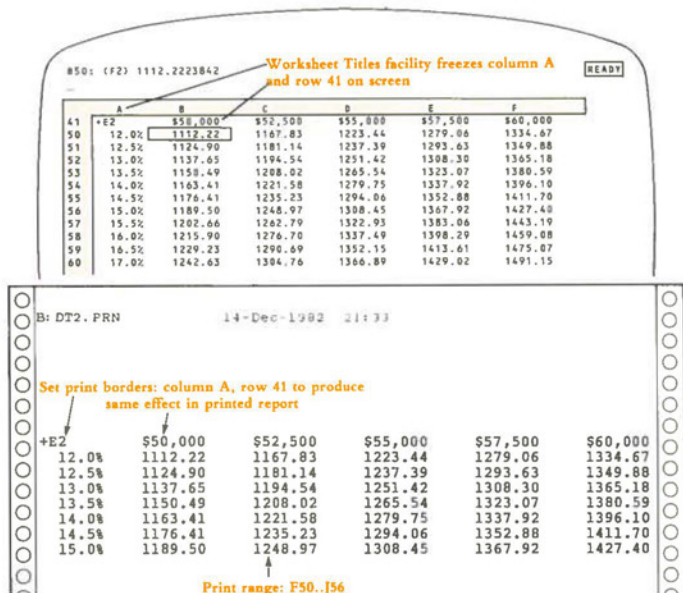 Worksheet Titles facility freezes column A
and row 41 on screen
B50: (F2) 1112.2223842
READY
A B C D E F
41 +E2 $50,000 $52,500 $55,000 $57,500 $60,000
50 12.0% 1112.22 1167.83 1223.44 1279.06 1334.67
51 12.5% 1124.90 1181.14 1237.39 1293.63 1349.88
52 13.0% 1137.65 1194.54 1251.42 1308.30 1365.18
53 13.5% 1150.49 1208.02 1265.54 1323.07 1380.59
54 14.0% 1163.41 1221.58 1279.75 1337.92 1396.10
55 14.5% 1176.41 1235.23 1294.06 1352.88 1411.70
56 15.0% 1189.50 1248.97 1308.45 1367.92 1427.40
57 15.5% 1202.66 1262.79 1322.93 1383.06 1443.19
58 16.0% 1215.90 1276.70 1337.49 1398.29 1459.08
59 16.5% 1229.23 1290.69 1352.15 1413.61 1475.07
60 17.0% 1242.63 1304.76 1366.89 1429.02 1491.15
B: DT2. PRN 14-Dec-1982 21:33
Set print borders: column A, row 41 to produce
same effect in printed report
+E2 $50,000 $52,500 $55,000 $57,500 $60,000
12.0% 1112.22 1167.83 1223.44 1279.06 1334.67
12.5% 1124.90 1181.14 1237.39 1293.63 1349.88
13.0% 1137.65 1194.54 1251.42 1308.30 1365.18
13.5% 1150.49 1208.02 1265.54 1323.07 1380.59
14.0% 1163.41 1221.58 1279.75 1337.92 1396.10
14.5% 1176.41 1235.23 1294.06 1352.88 1411.70
15.0% 1189.50 1248.97 1308.45 1367.92 1427.40
Print range: F50..J56